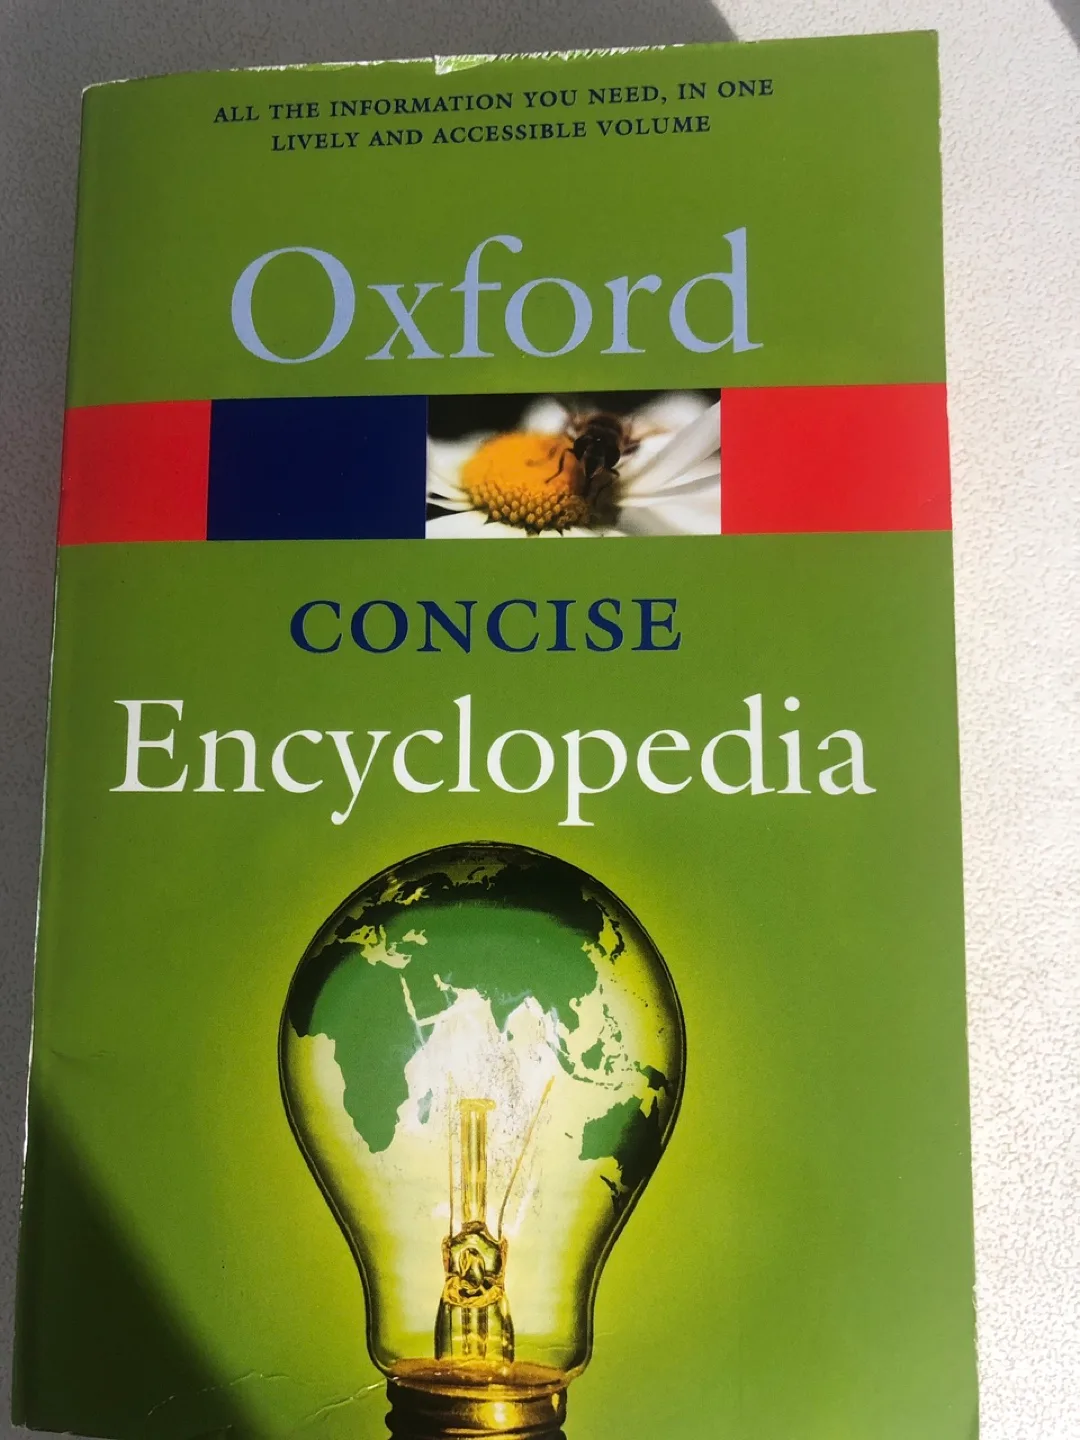 ALL THE INFORMATION YOU NEED, IN ONE
LIVELY AND ACCESSIBLE VOLUME
Oxford
CONCISE
Encyclopedia